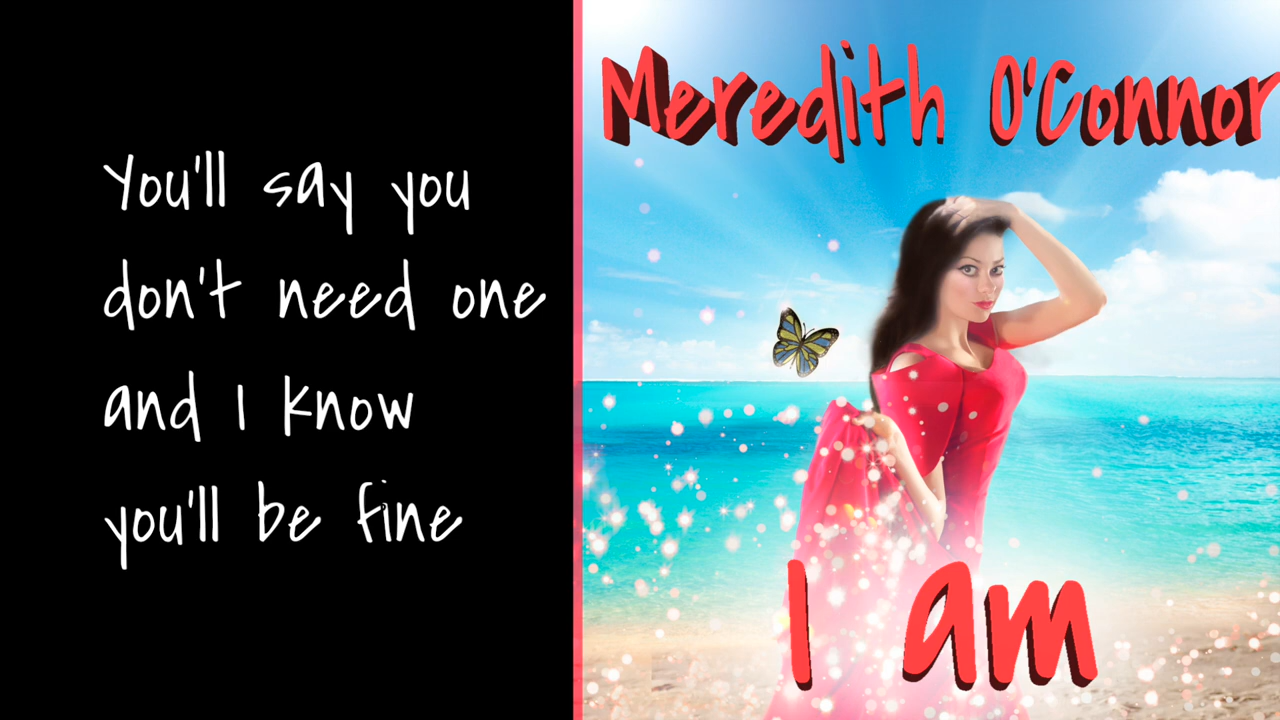 You'll say you
don't need one
and I know
you'll be fine
Meredith O'Connor
I am